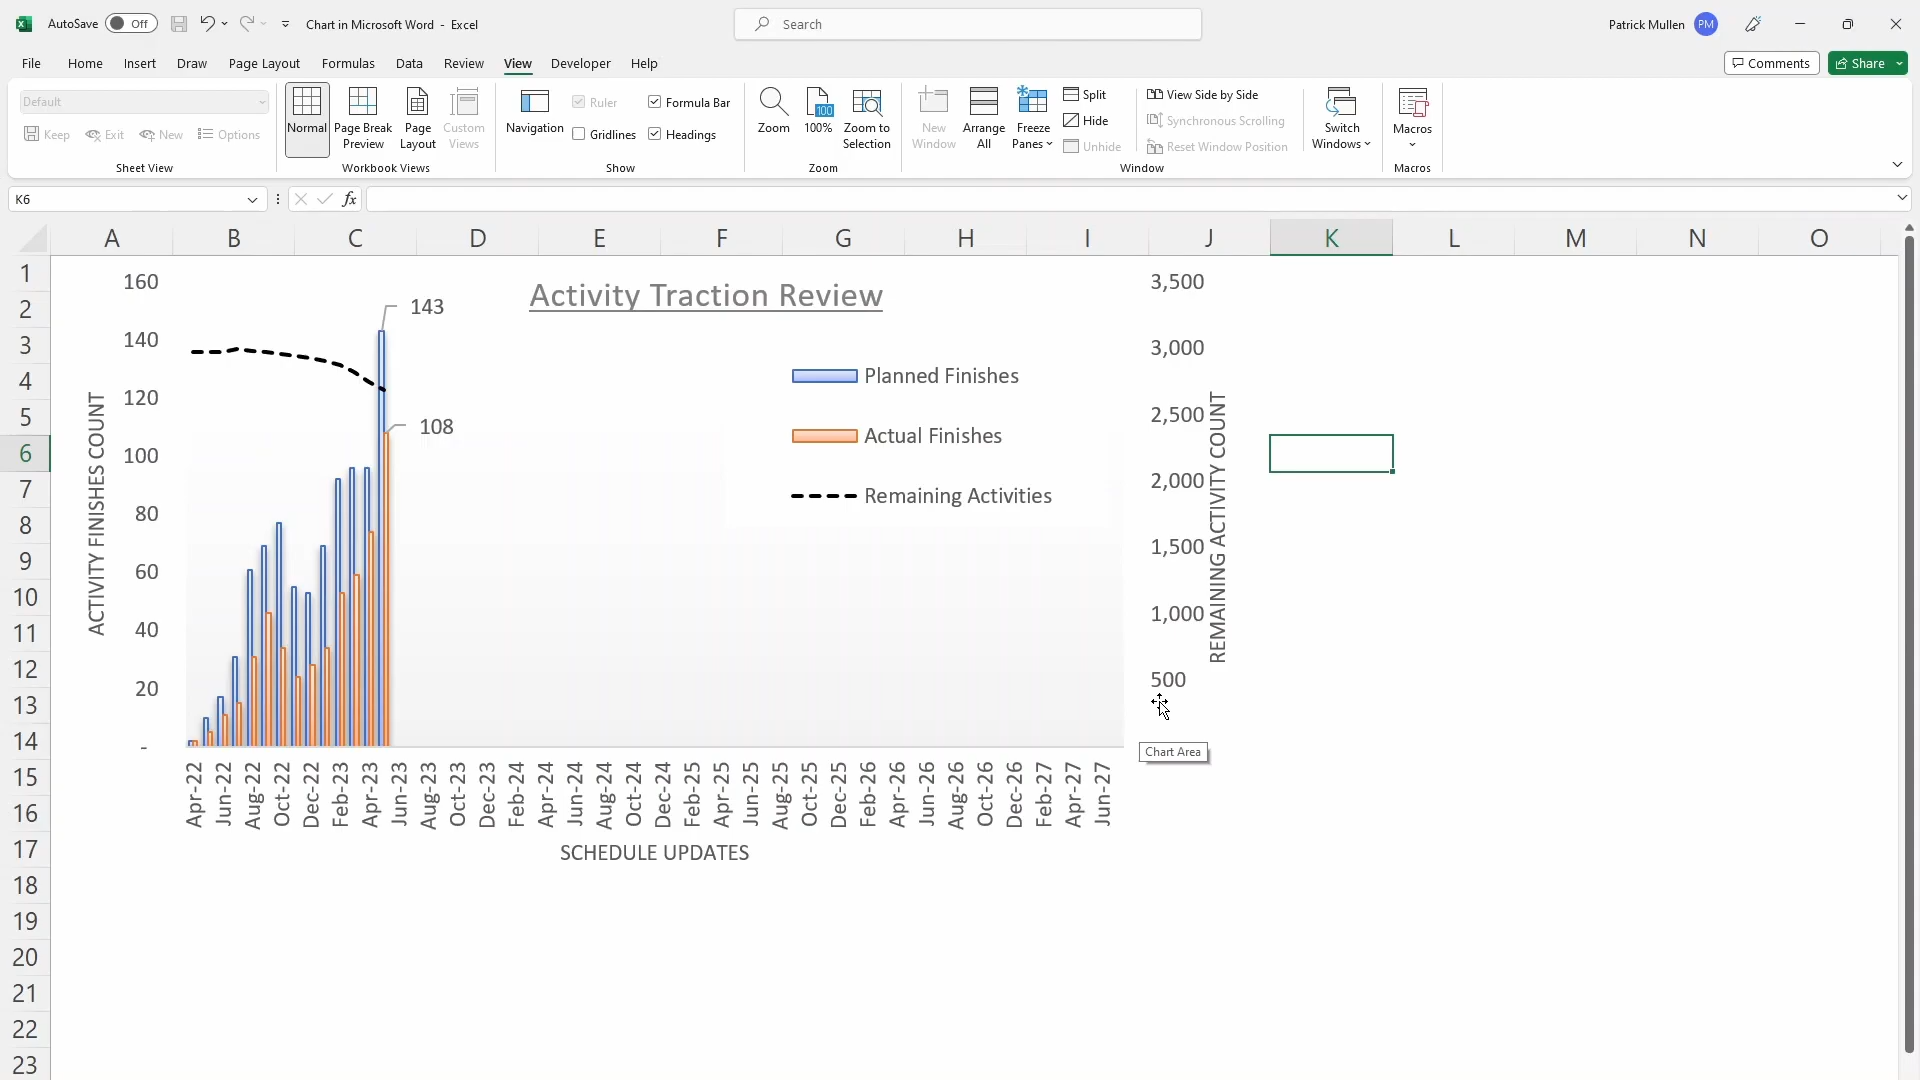 AutoSave Off Chart in Microsoft Word - Excel Search Patrick Mullen PM
File Home Insert Draw Page Layout Formulas Data Review View Developer Help Comments Share
Default
Keep Exit New Options
Sheet View
Normal Page Break Preview Page Layout Custom Views
Workbook Views
Navigation Ruler Formula Bar
Gridlines Headings
Show
Zoom 100 100% Zoom to Selection
Zoom
New Window Arrange All Freeze Panes
Split
Hide
Unhide
View Side by Side
Synchronous Scrolling
Reset Window Position
Switch Windows
Window
Macros
Macros
K6 fx
A B C D E F G H I J K L M N O
1
2
3
4
5
6
7
8
9
10
11
12
13
14
15
16
17
18
19
20
21
22
23
Activity Traction Review
ACTIVITY FINISHES COUNT
160
140
120
100
80
60
40
20
-
143
108
Planned Finishes
Actual Finishes
Remaining Activities
3,500
3,000
2,500
2,000
1,500
1,000
500
REMAINING ACTIVITY COUNT
Chart Area
Apr-22 Jun-22 Aug-22 Oct-22 Dec-22 Feb-23 Apr-23 Jun-23 Aug-23 Oct-23 Dec-23 Feb-24 Apr-24 Jun-24 Aug-24 Oct-24 Dec-24 Feb-25 Apr-25 Jun-25 Aug-25 Oct-25 Dec-25 Feb-26 Apr-26 Jun-26 Aug-26 Oct-26 Dec-26 Feb-27 Apr-27 Jun-27
SCHEDULE UPDATES